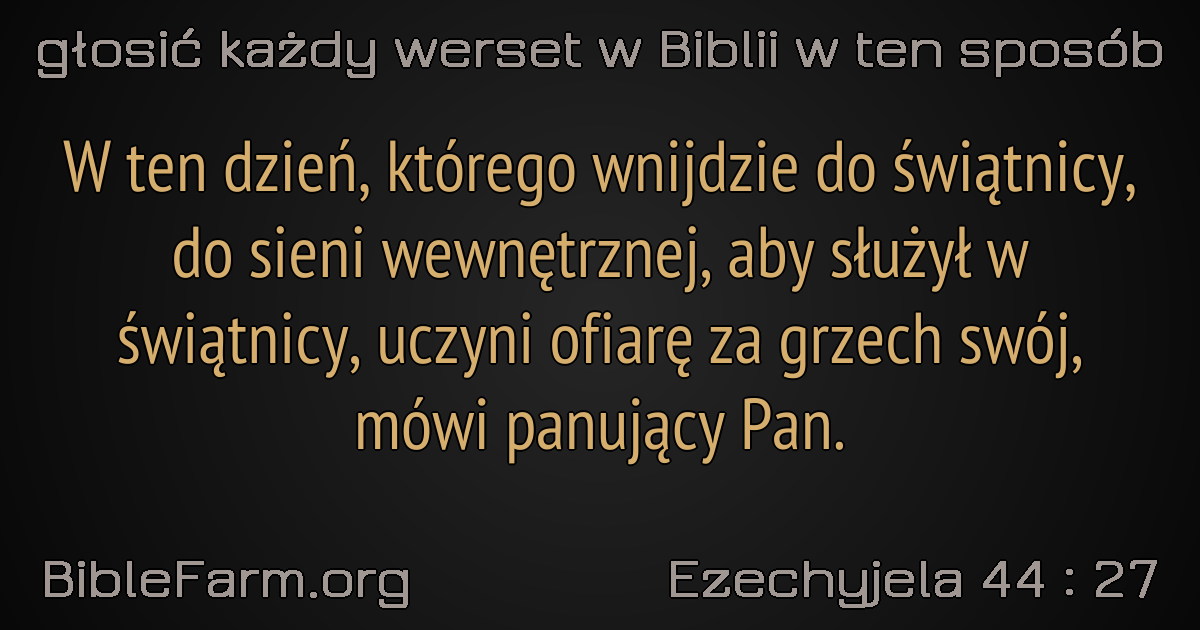 głosić każdy werset w Biblii w ten sposób
W ten dzień, którego wnijdzie do świątnicy,
do sieni wewnętrznej, aby służył w
świątnicy, uczyni ofiarę za grzech swój,
mówi panujący Pan.
BibleFarm.org
Ezechyjela 44 : 27